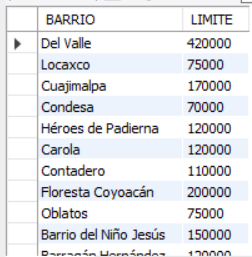 BARRIO LIMITE
Del Valle 420000
Locaxco 75000
Cuajimalpa 170000
Condesa 70000
Héroes de Padierna 120000
Carola 120000
Contadero 110000
Floresta Coyoacán 200000
Oblatos 75000
Barrio del Niño Jesús 150000
Barragán Hernández 120000